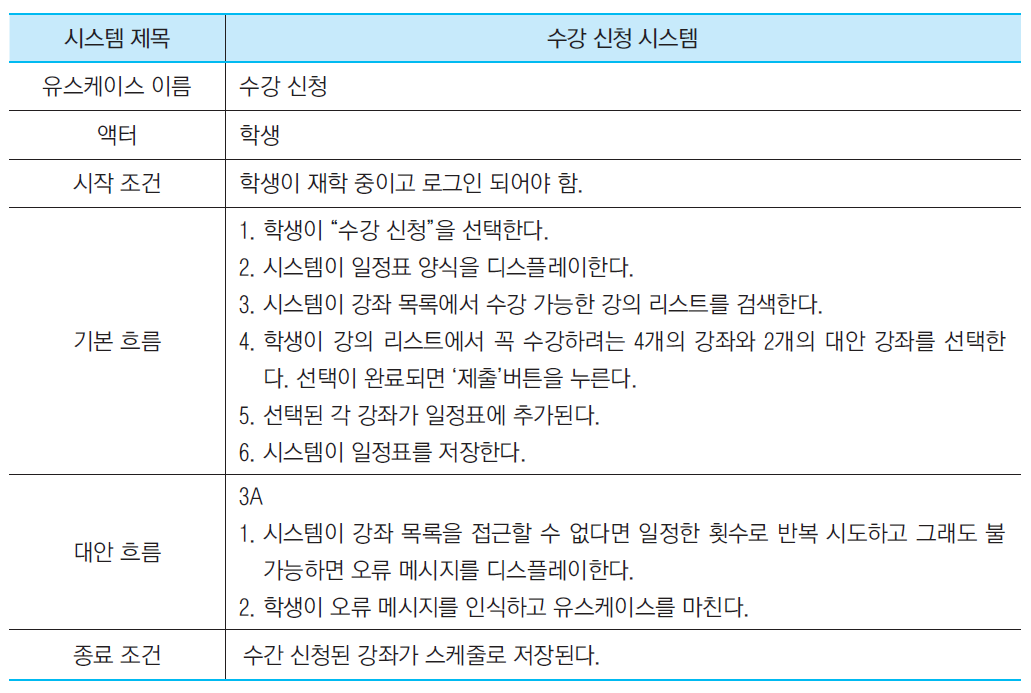 시스템 제목 수강 신청 시스템
유스케이스 이름 수강 신청
액터 학생
시작 조건 학생이 재학 중이고 로그인 되어야 함.
기본 흐름
1. 학생이 “수강 신청”을 선택한다.
2. 시스템이 일정표 양식을 디스플레이한다.
3. 시스템이 강좌 목록에서 수강 가능한 강의 리스트를 검색한다.
4. 학생이 강의 리스트에서 꼭 수강하려는 4개의 강좌와 2개의 대안 강좌를 선택한
다. 선택이 완료되면 ‘제출’버튼을 누른다.
5. 선택된 각 강좌가 일정표에 추가된다.
6. 시스템이 일정표를 저장한다.
대안 흐름
3A
1. 시스템이 강좌 목록을 접근할 수 없다면 일정한 횟수로 반복 시도하고 그래도 불
가능하면 오류 메시지를 디스플레이한다.
2. 학생이 오류 메시지를 인식하고 유스케이스를 마친다.
종료 조건 수간 신청된 강좌가 스케줄로 저장된다.